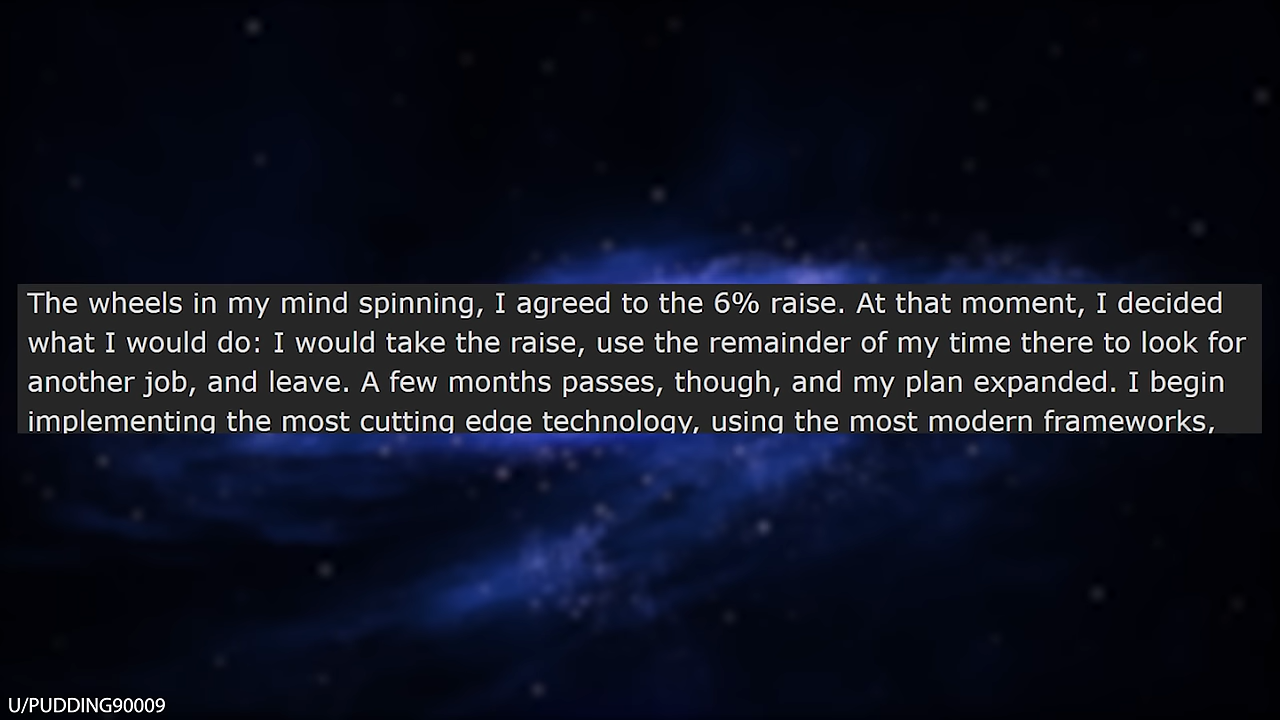 The wheels in my mind spinning, I agreed to the 6% raise. At that moment, I decided
what I would do: I would take the raise, use the remainder of my time there to look for
another job, and leave. A few months passes, though, and my plan expanded. I begin
implementing the most cutting edge technology, using the most modern frameworks,
U/PUDDING90009